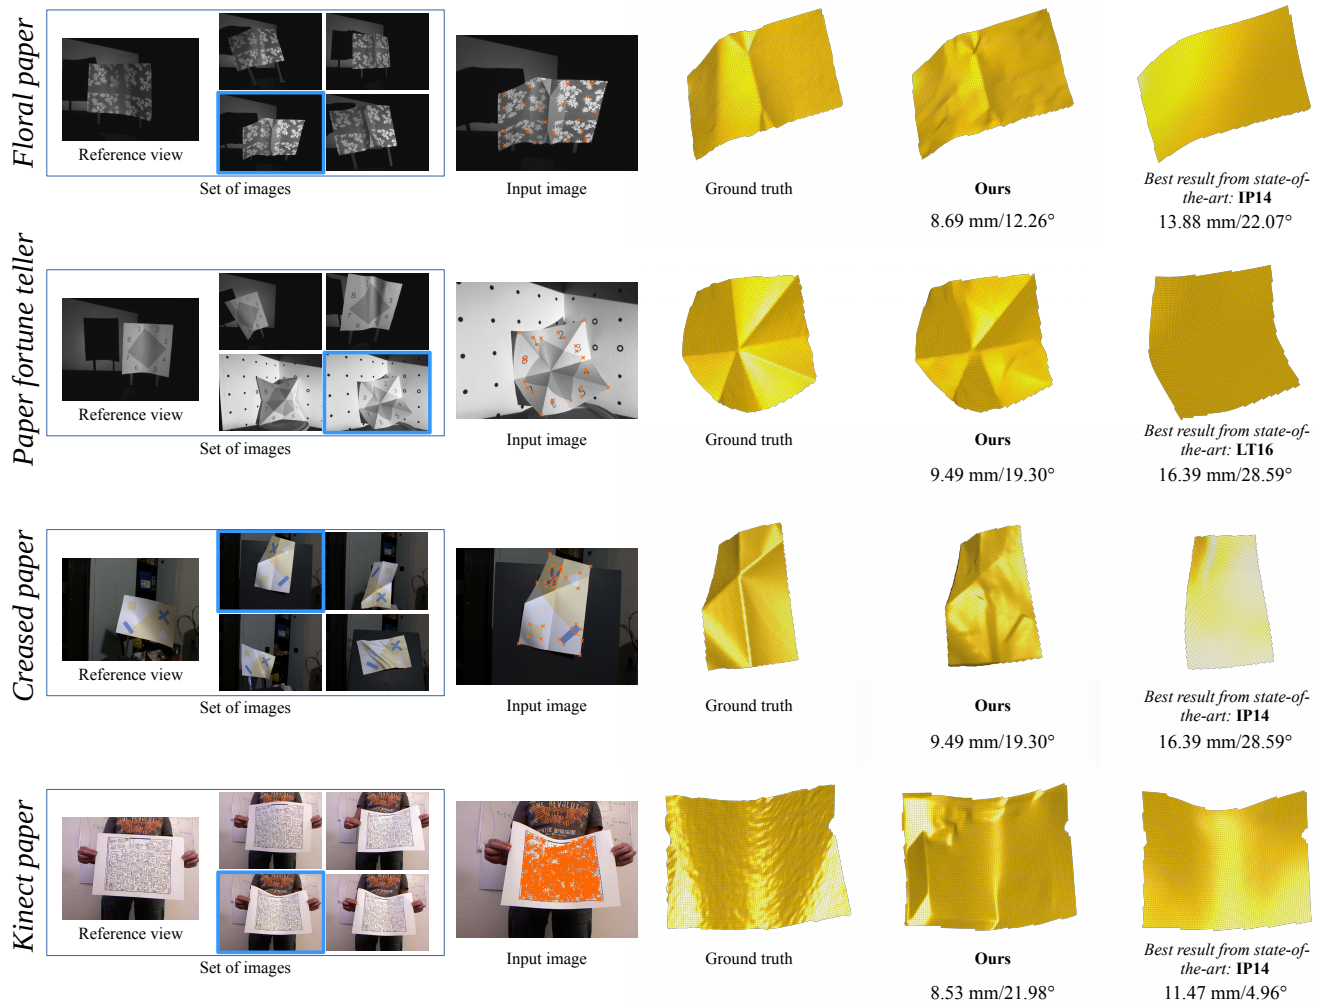 Floral paper
Reference view
Set of images
Input image
Ground truth
Ours
8.69 mm/12.26°
Best result from state-of-
the-art: IP14
13.88 mm/22.07°
Paper fortune teller
Reference view
Set of images
Input image
Ground truth
Ours
9.49 mm/19.30°
Best result from state-of-
the-art: LT16
16.39 mm/28.59°
Creased paper
Reference view
Set of images
Input image
Ground truth
Ours
9.49 mm/19.30°
Best result from state-of-
the-art: IP14
16.39 mm/28.59°
Kinect paper
Reference view
Set of images
Input image
Ground truth
Ours
8.53 mm/21.98°
Best result from state-of-
the-art: IP14
11.47 mm/4.96°